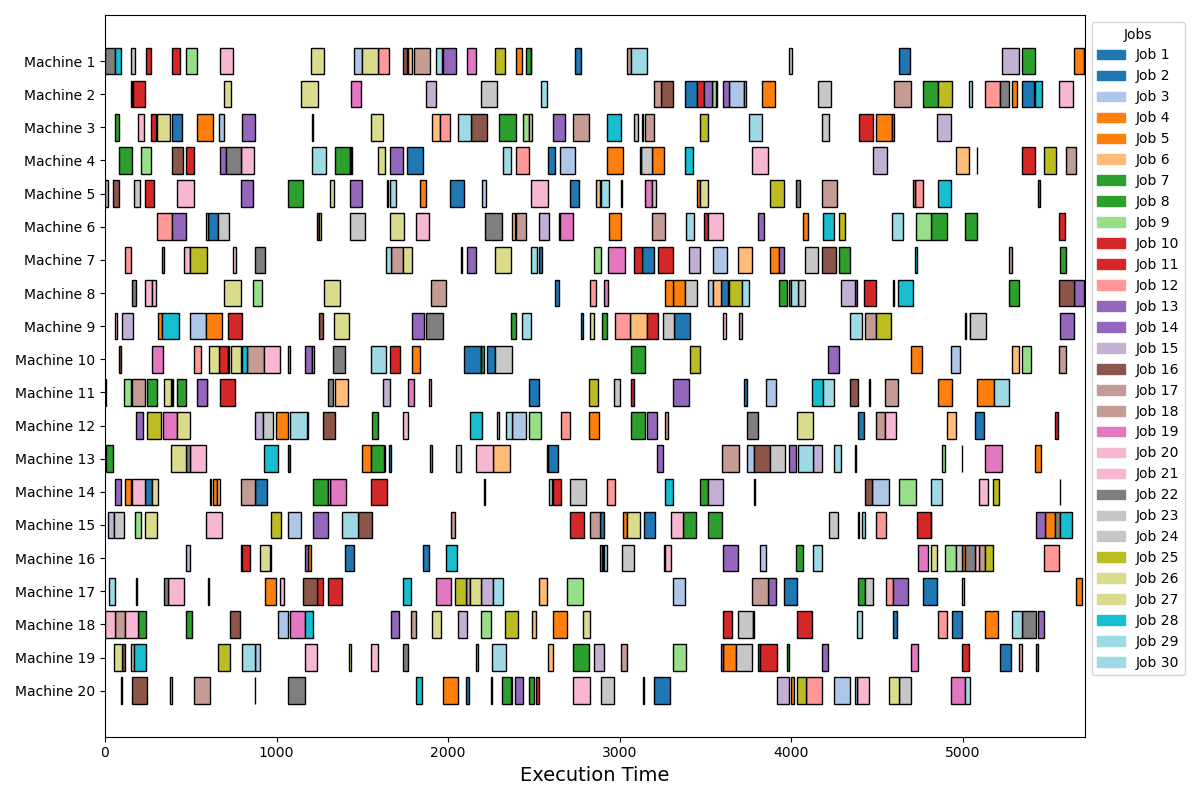 Machine 1
Machine 2
Machine 3
Machine 4
Machine 5
Machine 6
Machine 7
Machine 8
Machine 9
Machine 10
Machine 11
Machine 12
Machine 13
Machine 14
Machine 15
Machine 16
Machine 17
Machine 18
Machine 19
Machine 20
0 1000 2000 3000 4000 5000
Execution Time
Jobs
Job 1
Job 2
Job 3
Job 4
Job 5
Job 6
Job 7
Job 8
Job 9
Job 10
Job 11
Job 12
Job 13
Job 14
Job 15
Job 16
Job 17
Job 18
Job 19
Job 20
Job 21
Job 22
Job 23
Job 24
Job 25
Job 26
Job 27
Job 28
Job 29
Job 30